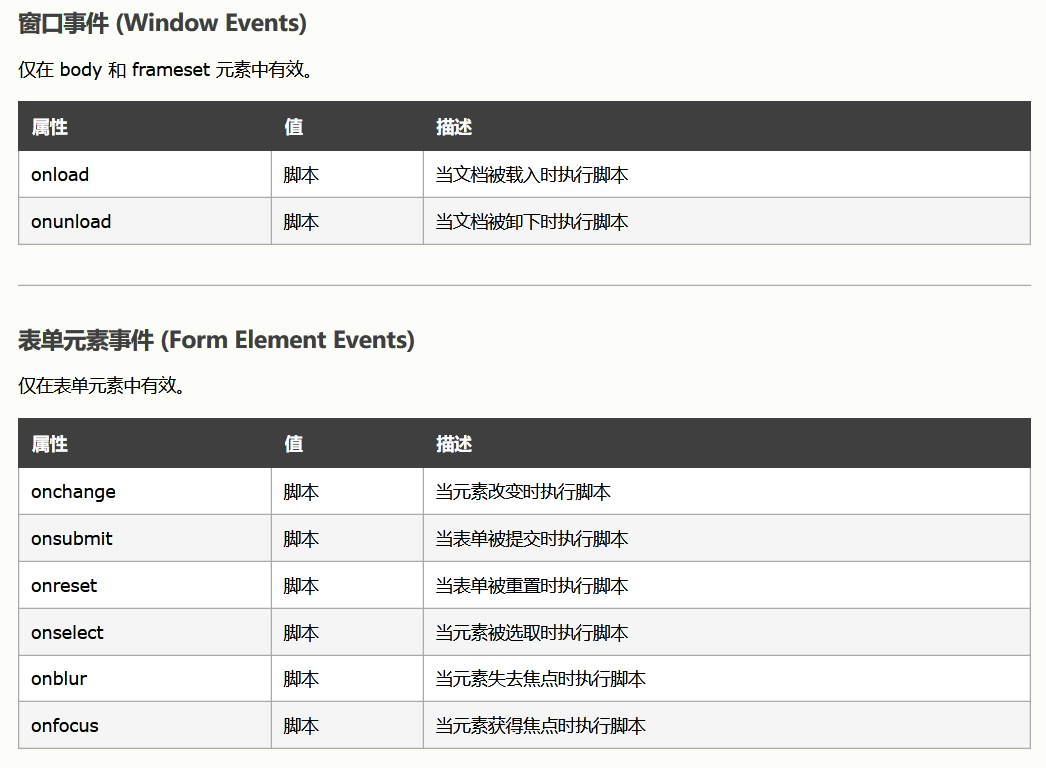 窗口事件 (Window Events)
仅在 body 和 frameset 元素中有效。
属性 值 描述
onload 脚本 当文档被载入时执行脚本
onunload 脚本 当文档被卸下时执行脚本
表单元素事件 (Form Element Events)
仅在表单元素中有效。
属性 值 描述
onchange 脚本 当元素改变时执行脚本
onsubmit 脚本 当表单被提交时执行脚本
onreset 脚本 当表单被重置时执行脚本
onselect 脚本 当元素被选取时执行脚本
onblur 脚本 当元素失去焦点时执行脚本
onfocus 脚本 当元素获得焦点时执行脚本